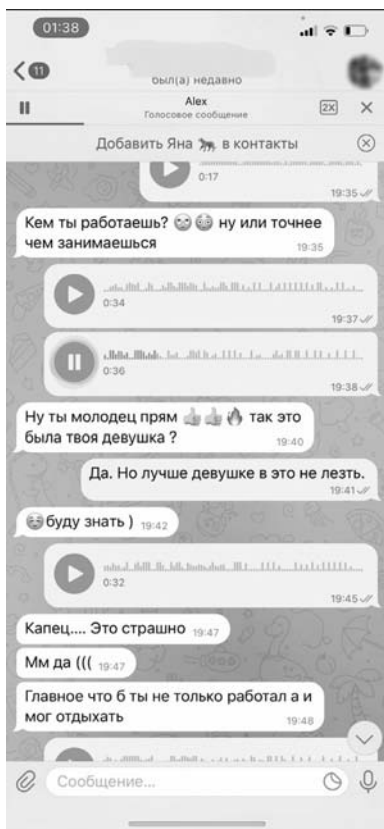 01:38
11
был(а) недавно
Alex
Голосовое сообщение
2X
Добавить Яна 🐅 в контакты
0:17
19:35
Кем ты работаешь? ну или точнее
чем занимаешься
19:35
0:34
19:37
0:36
19:38
Ну ты молодец прям 👍👍🔥 так это
была твоя девушка ?
19:40
Да. Но лучше девушке в это не лезть.
19:41
буду знать )
19:42
0:32
19:45
Капец.... Это страшно
19:47
Мм да (((
19:47
Главное что б ты не только работал а и
мог отдыхать
19:48
Сообщение...